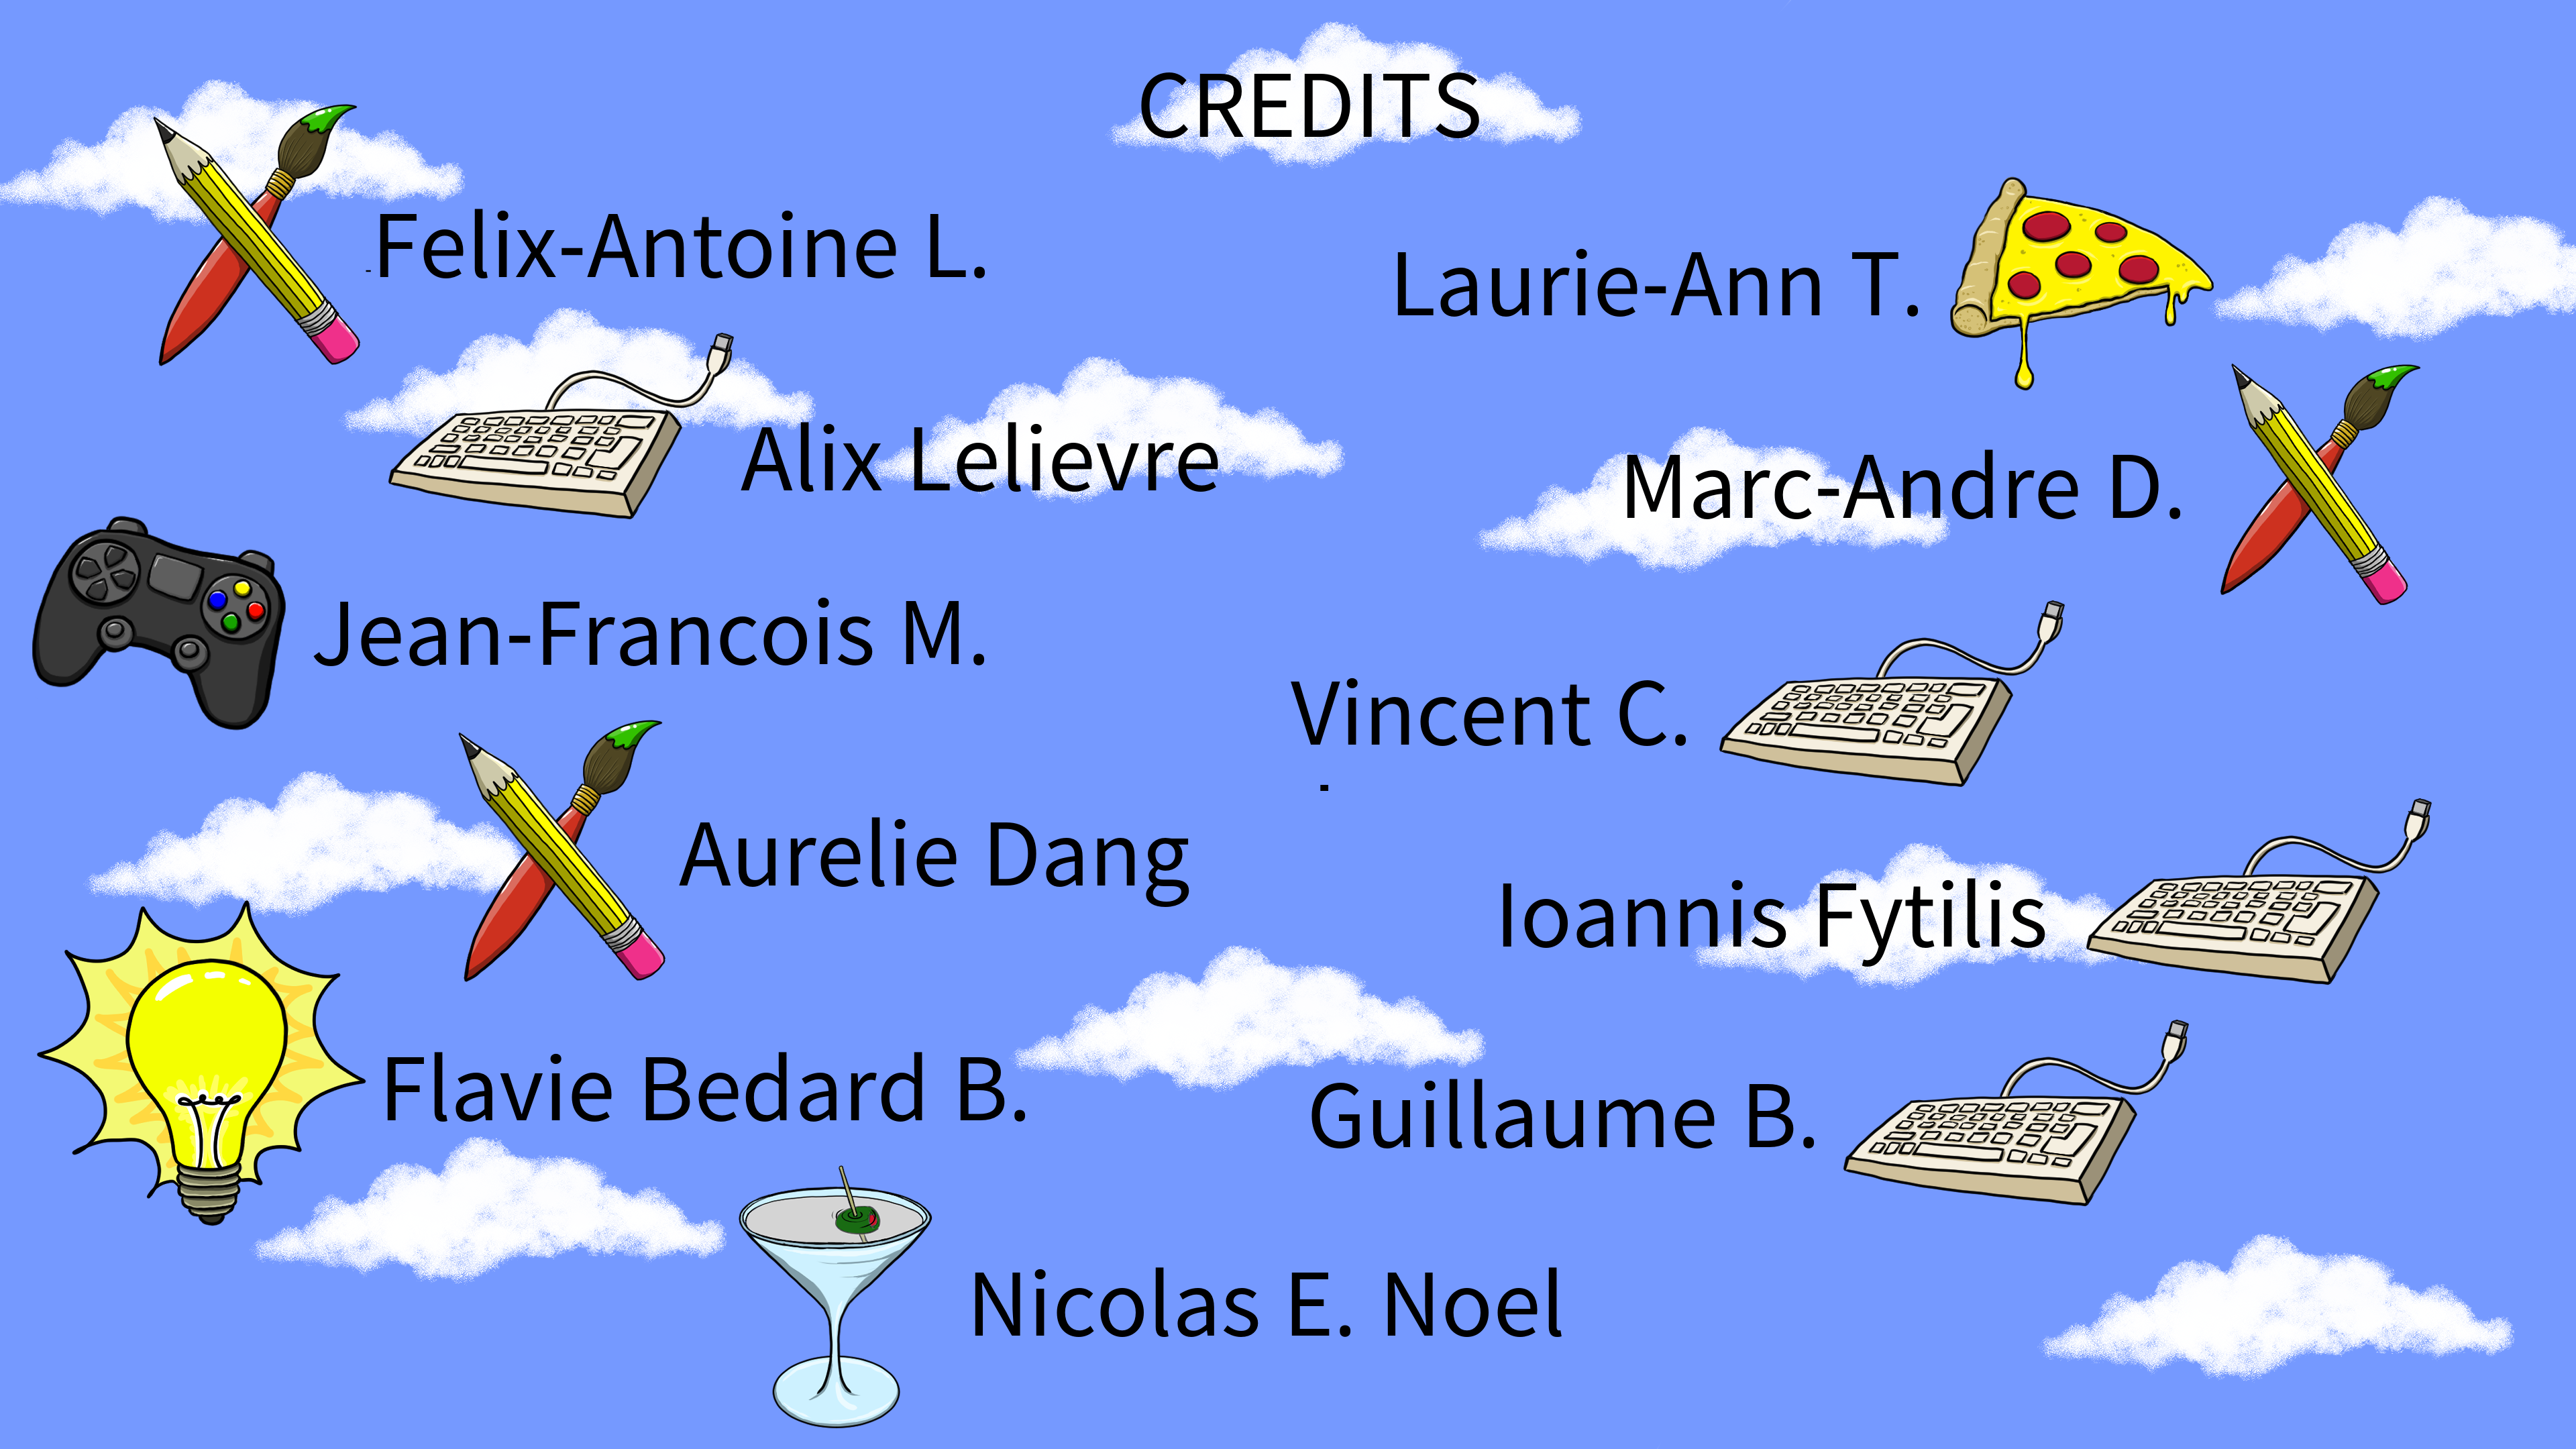 CREDITS
Felix-Antoine L.
Laurie-Ann T.
Alix Lelievre
Marc-Andre D.
Jean-Francois M.
Vincent C.
Aurelie Dang
Ioannis Fytilis
Flavie Bedard B.
Guillaume B.
Nicolas E. Noel